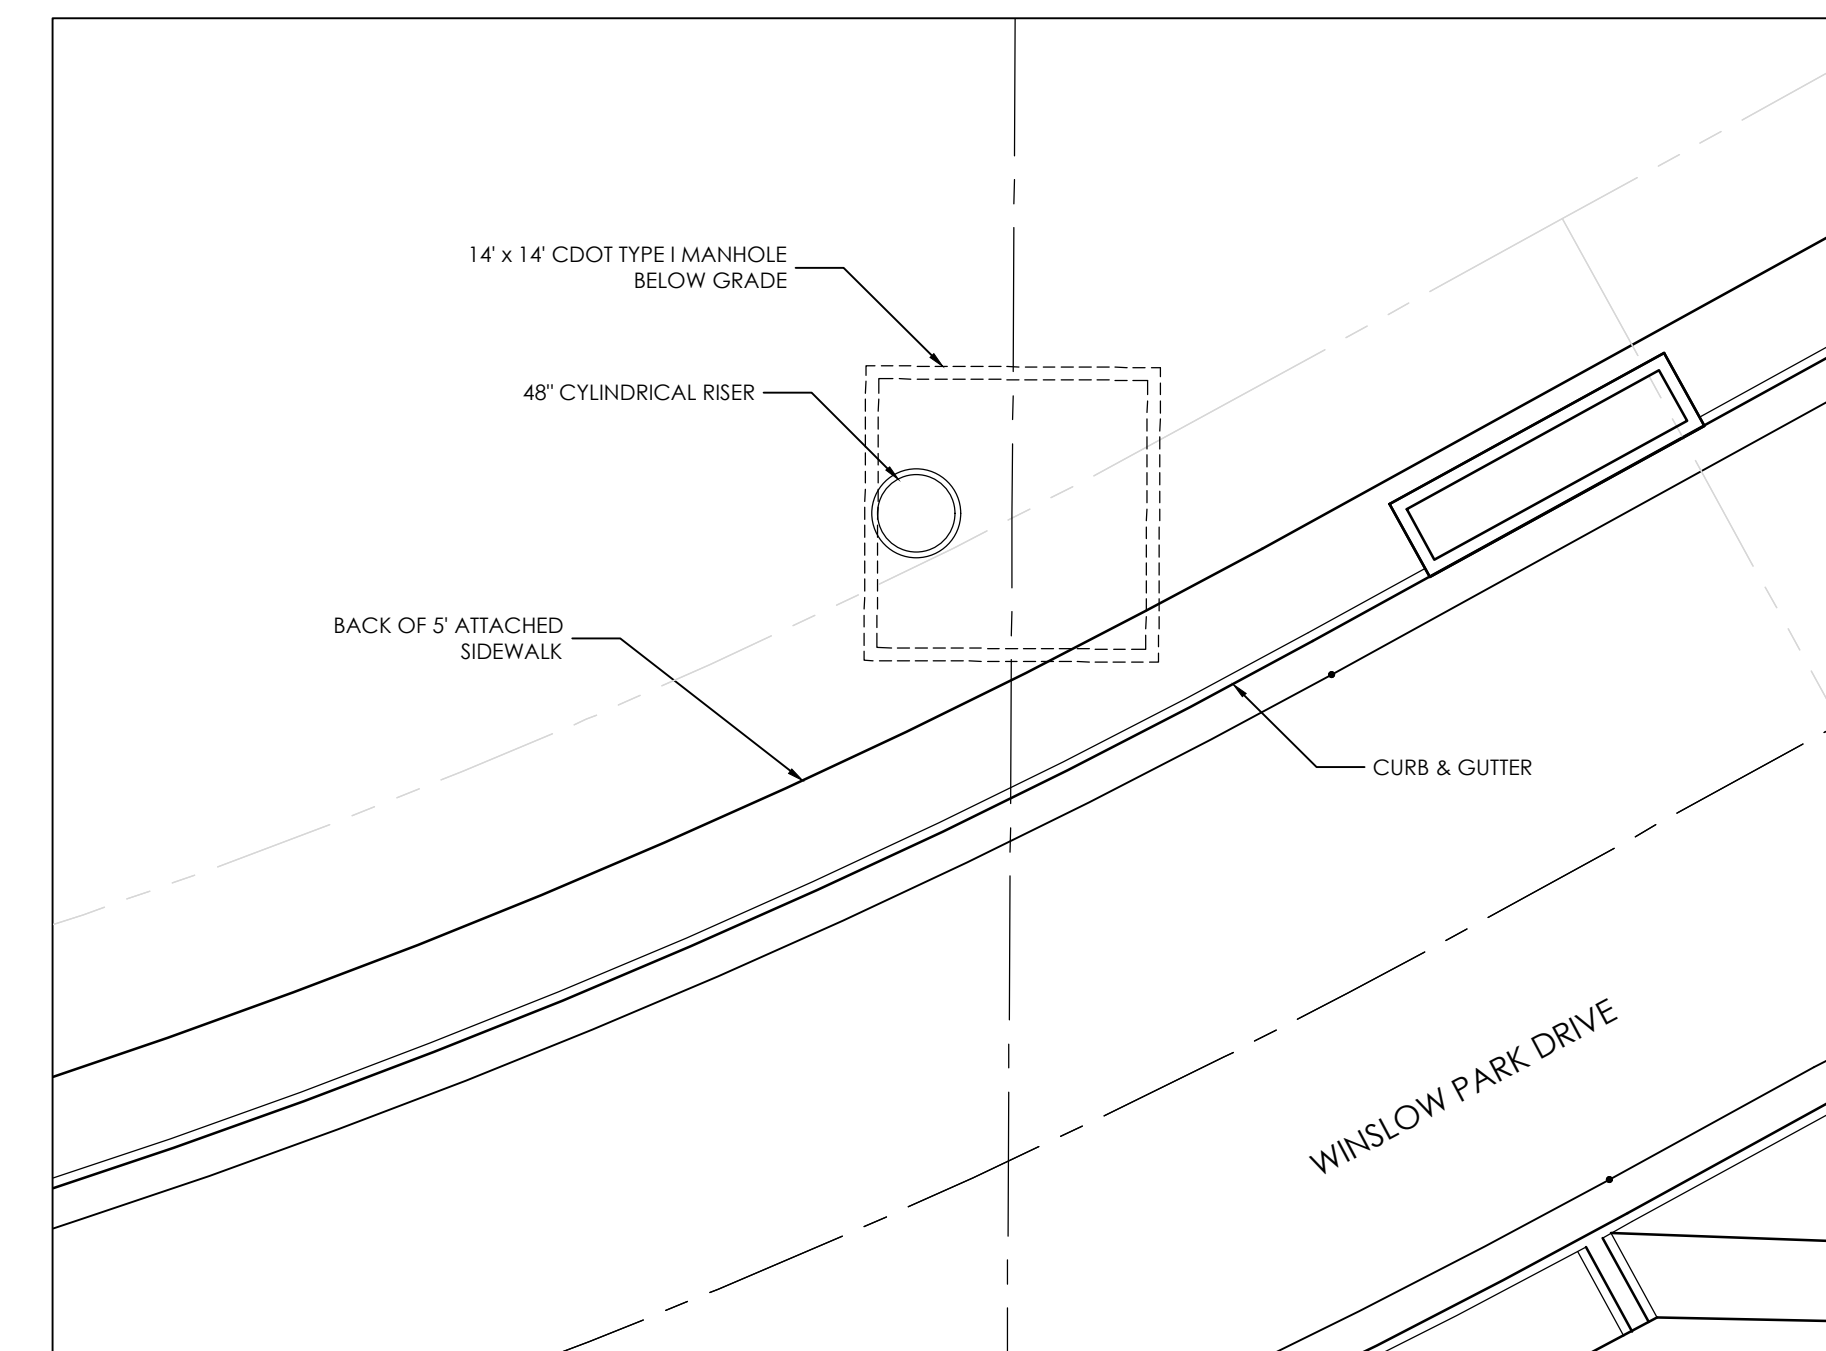 14' x 14' CDOT TYPE I MANHOLE
BELOW GRADE
48" CYLINDRICAL RISER
BACK OF 5' ATTACHED
SIDEWALK
CURB & GUTTER
WINSLOW PARK DRIVE